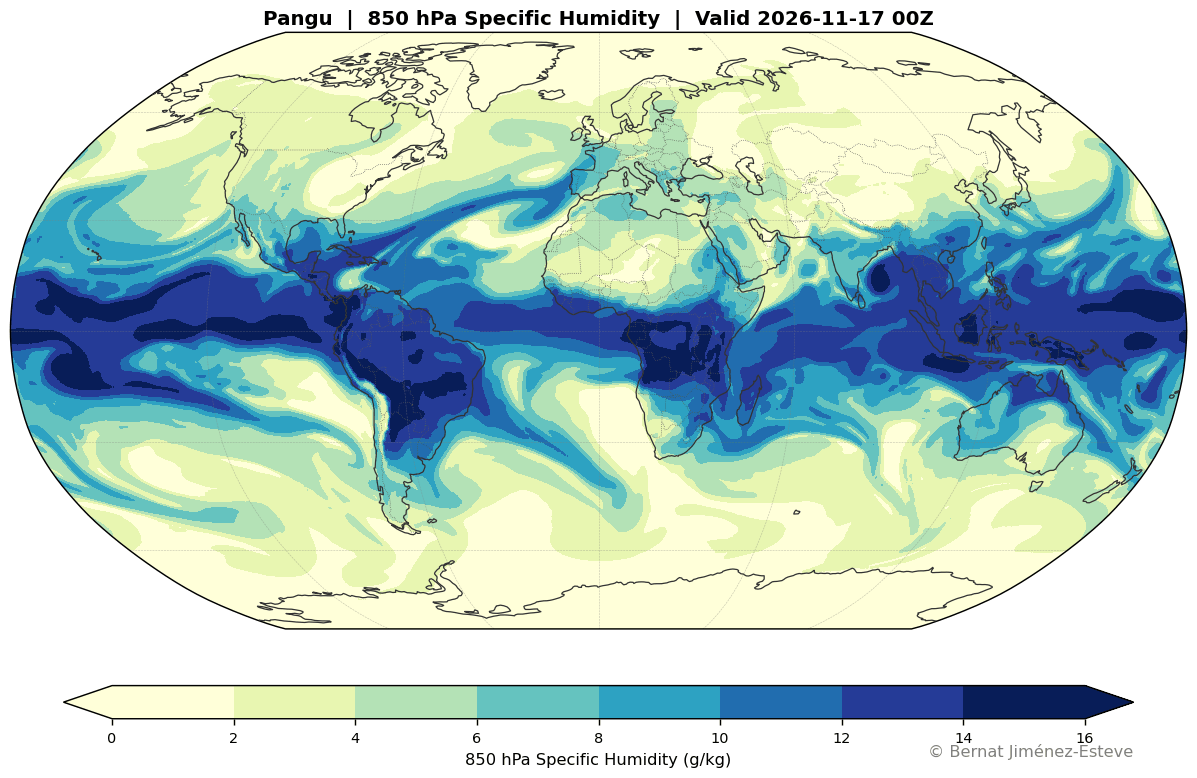 Pangu | 850 hPa Specific Humidity | Valid 2026-11-17 00Z
0 2 4 6 8 10 12 14 16
850 hPa Specific Humidity (g/kg)
© Bernat Jiménez-Esteve